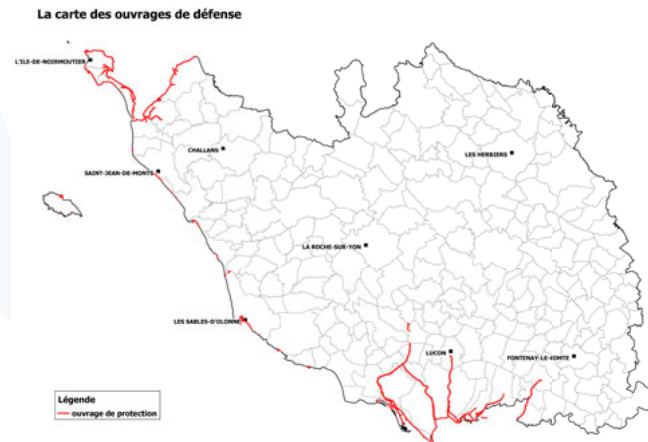 La carte des ouvrages de défense
L'ILE-DE-NOIRMOUTIER
CHALLANS
LES HERBIERS
SAINT-JEAN-DE-MONTS
LA ROCHE-SUR-YON
LES SABLES-D'OLONNE
LUCON
FONTENAY-LE-COMTE
Légende
ouvrage de protection